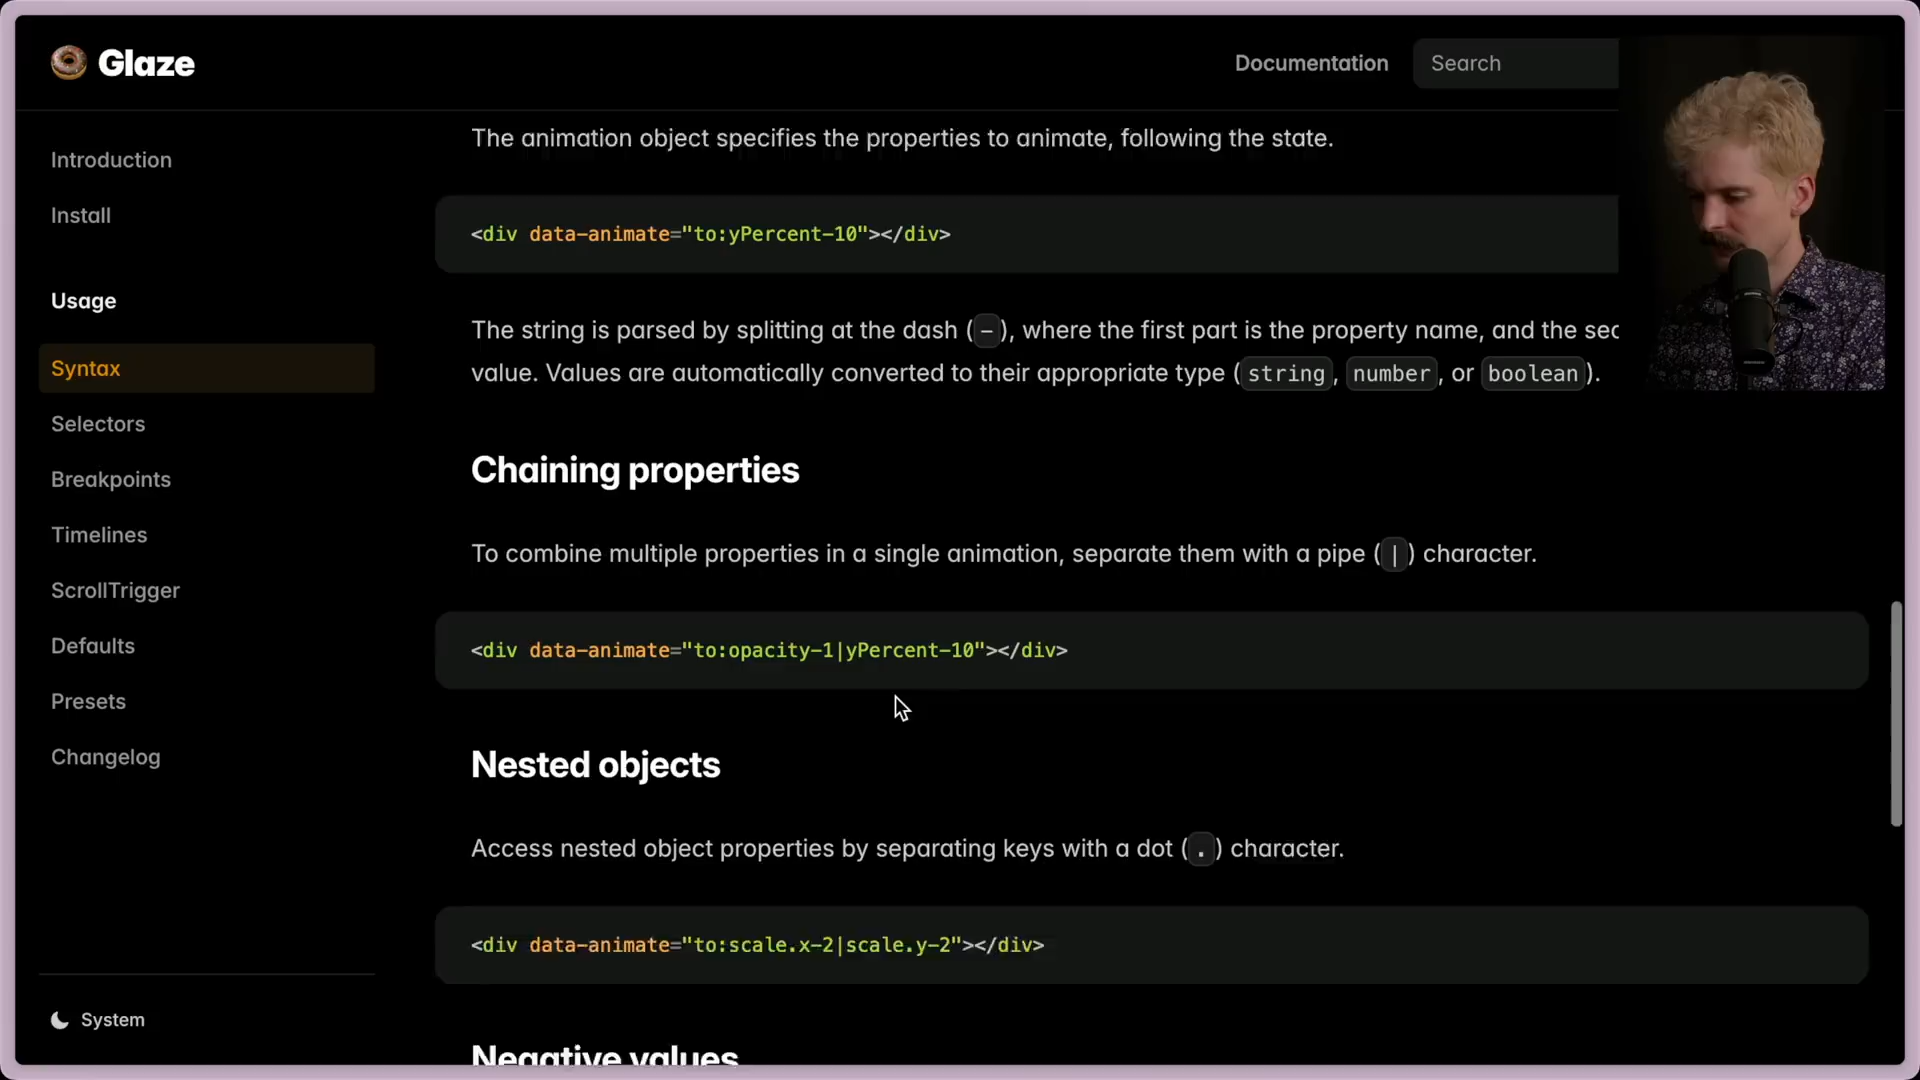 Glaze
Documentation
Search
Introduction
Install
Usage
Syntax
Selectors
Breakpoints
Timelines
ScrollTrigger
Defaults
Presets
Changelog
System
The animation object specifies the properties to animate, following the state.
<div data-animate="to:yPercent-10"></div>
The string is parsed by splitting at the dash (-), where the first part is the property name, and the
value. Values are automatically converted to their appropriate type (string, number, or boolean).
Chaining properties
To combine multiple properties in a single animation, separate them with a pipe (|) character.
<div data-animate="to:opacity-1|yPercent-10"></div>
Nested objects
Access nested object properties by separating keys with a dot (.) character.
<div data-animate="to:scale.x-2|scale.y-2"></div>
Negative values